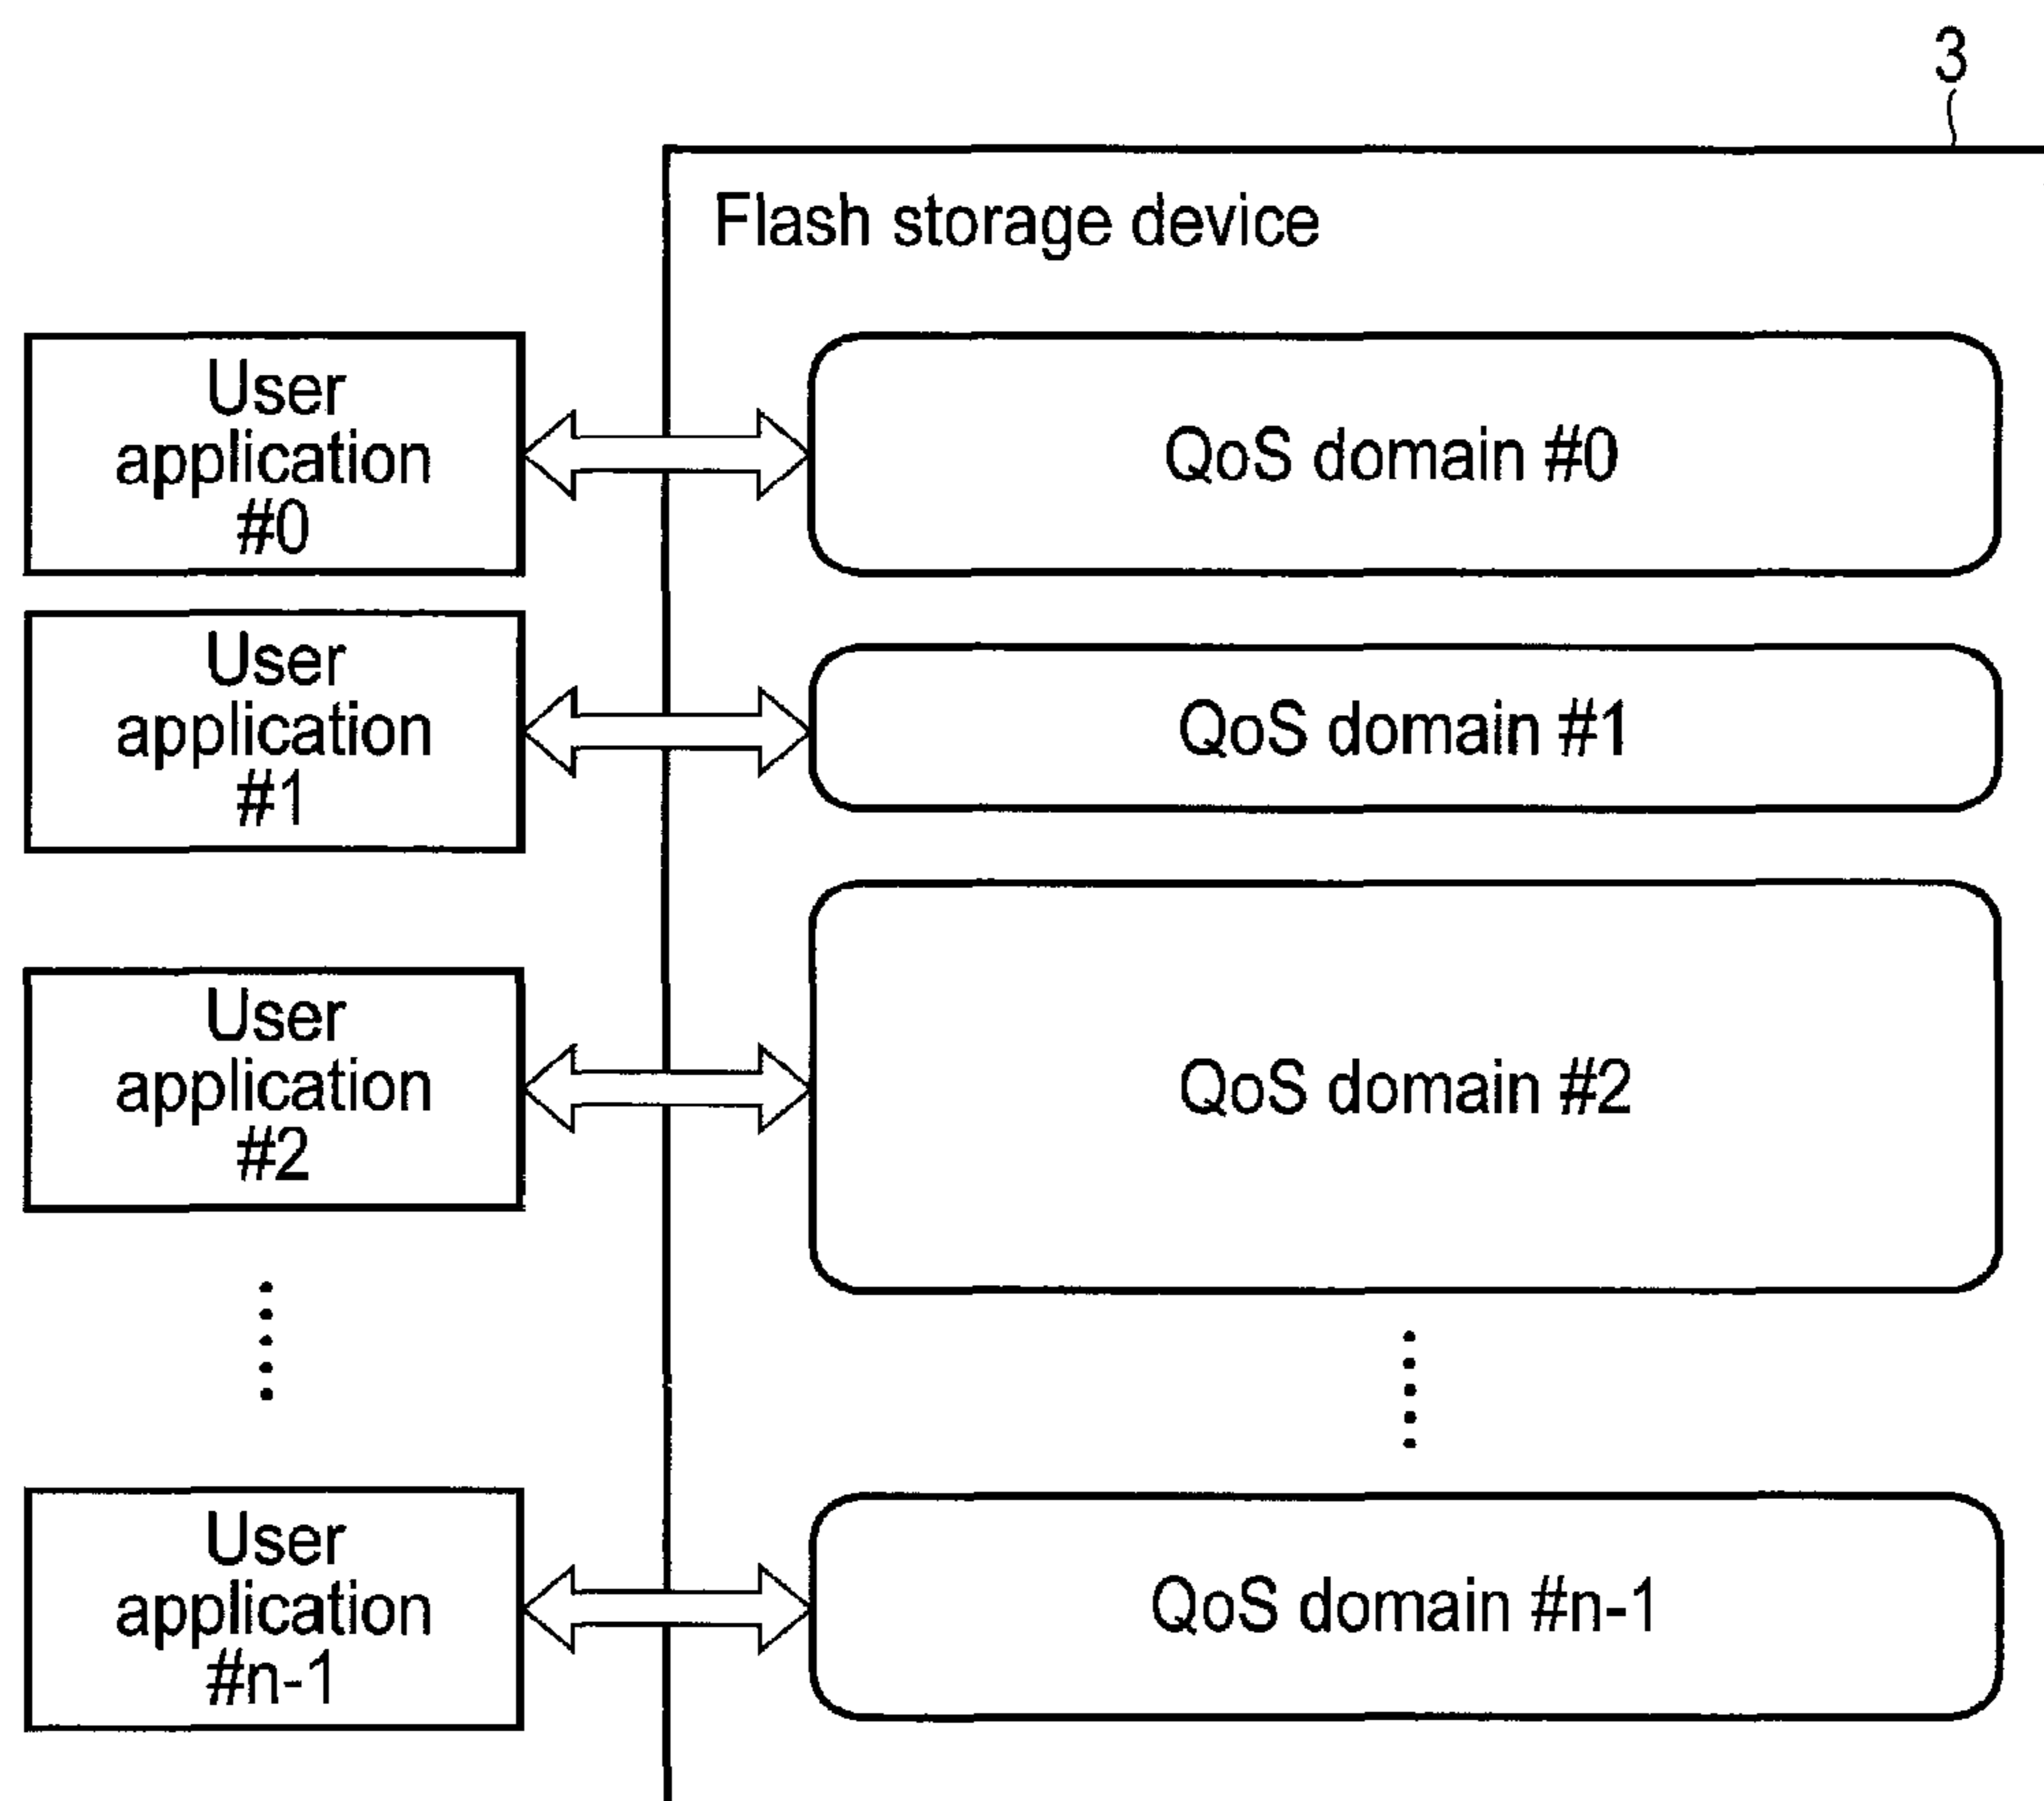 3
Flash storage device
User
application
#0
QoS domain #0
User
application
#1
QoS domain #1
User
application
#2
QoS domain #2
User
application
#n-1
QoS domain #n-1